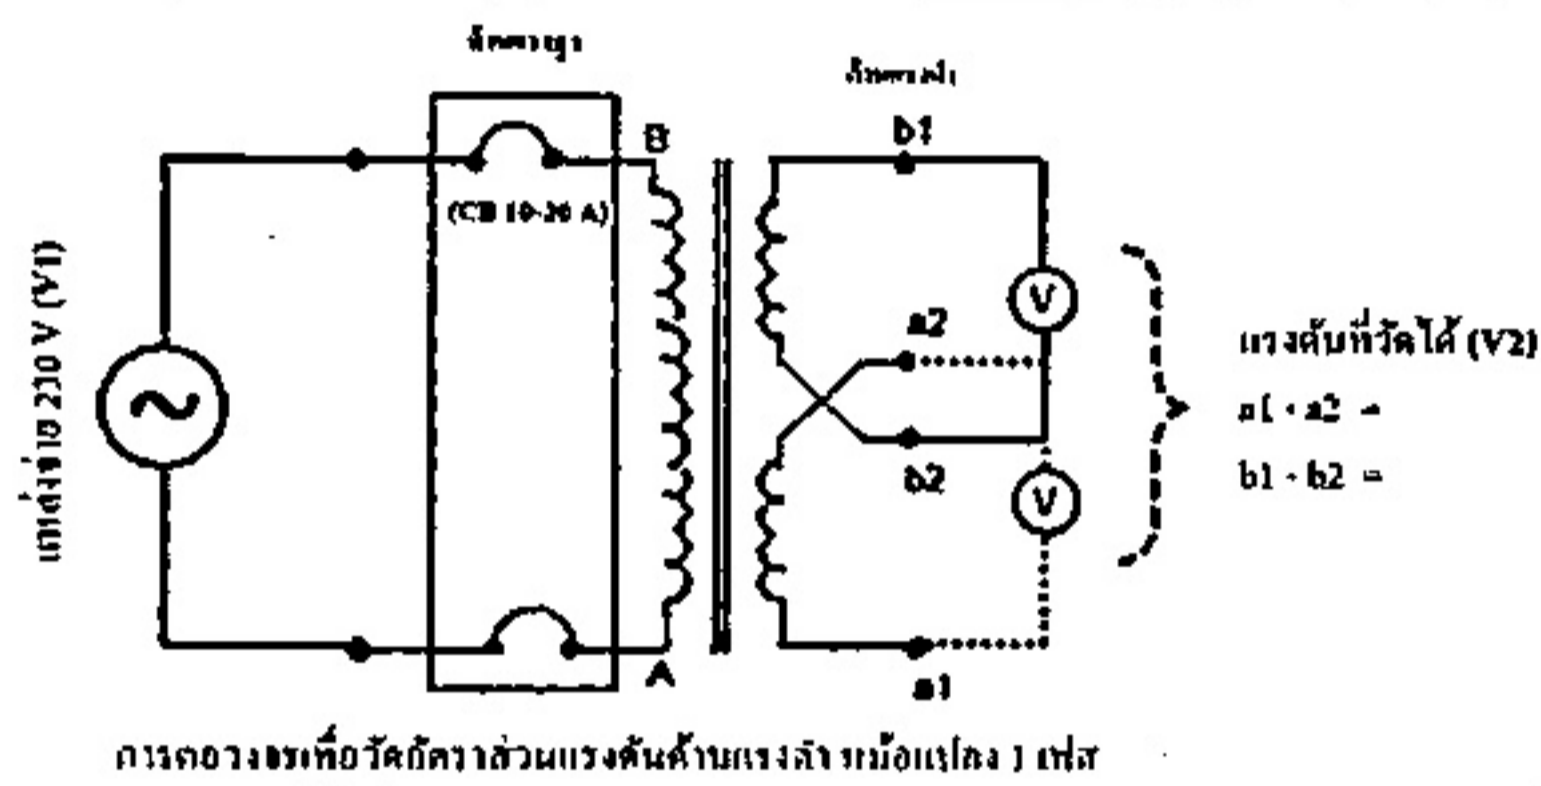 B
b1
(CB 10-20 A)
แหล่งจ่าย 230 V (V1)
V
a2
แรงดันที่วัดได้ (V2)
a1 - a2 =
b1 - b2 =
b2
V
A
a1
การต่อวงจรเพื่อวัดอัตราส่วนแรงดันด้านแรงต่ำ หม้อแปลง 1 เฟส